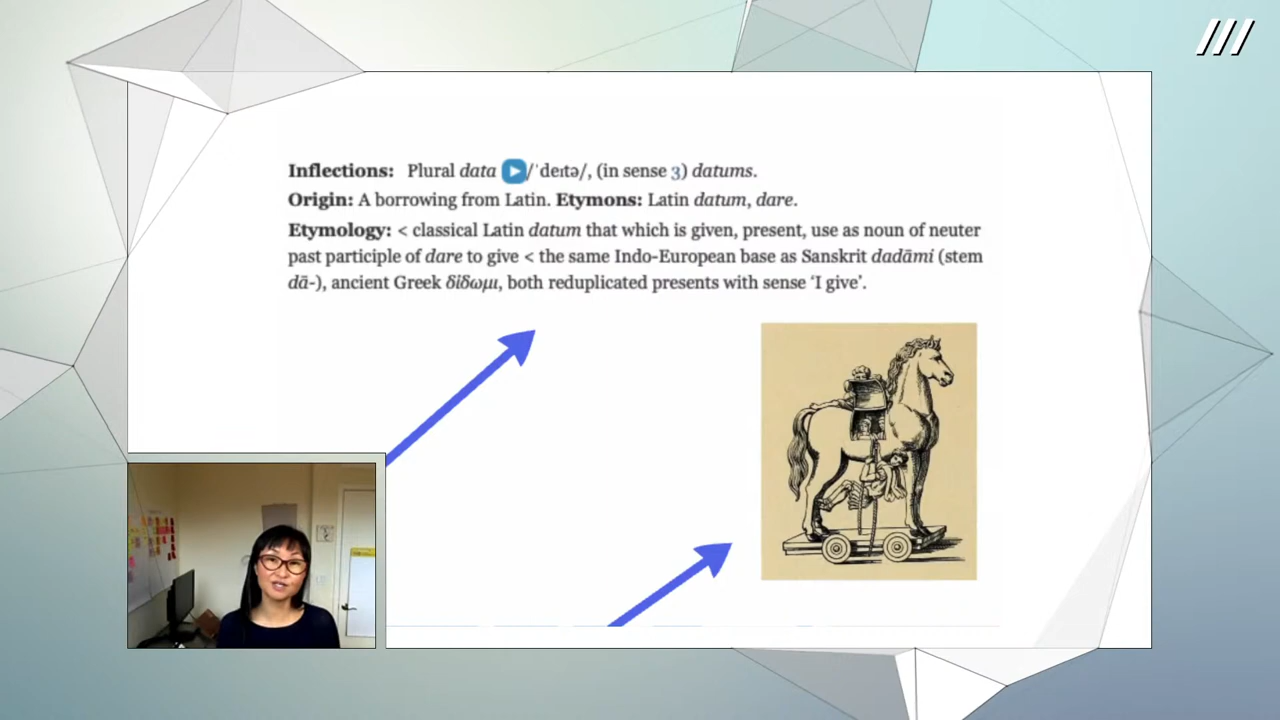 Inflections: Plural data /ˈdeɪtə/, (in sense 3) datums.
Origin: A borrowing from Latin. Etymons: Latin datum, dare.
Etymology: < classical Latin datum that which is given, present, use as noun of neuter
past participle of dare to give < the same Indo-European base as Sanskrit dadāmi (stem
dā-), ancient Greek δίδωμι, both reduplicated presents with sense ‘I give’.